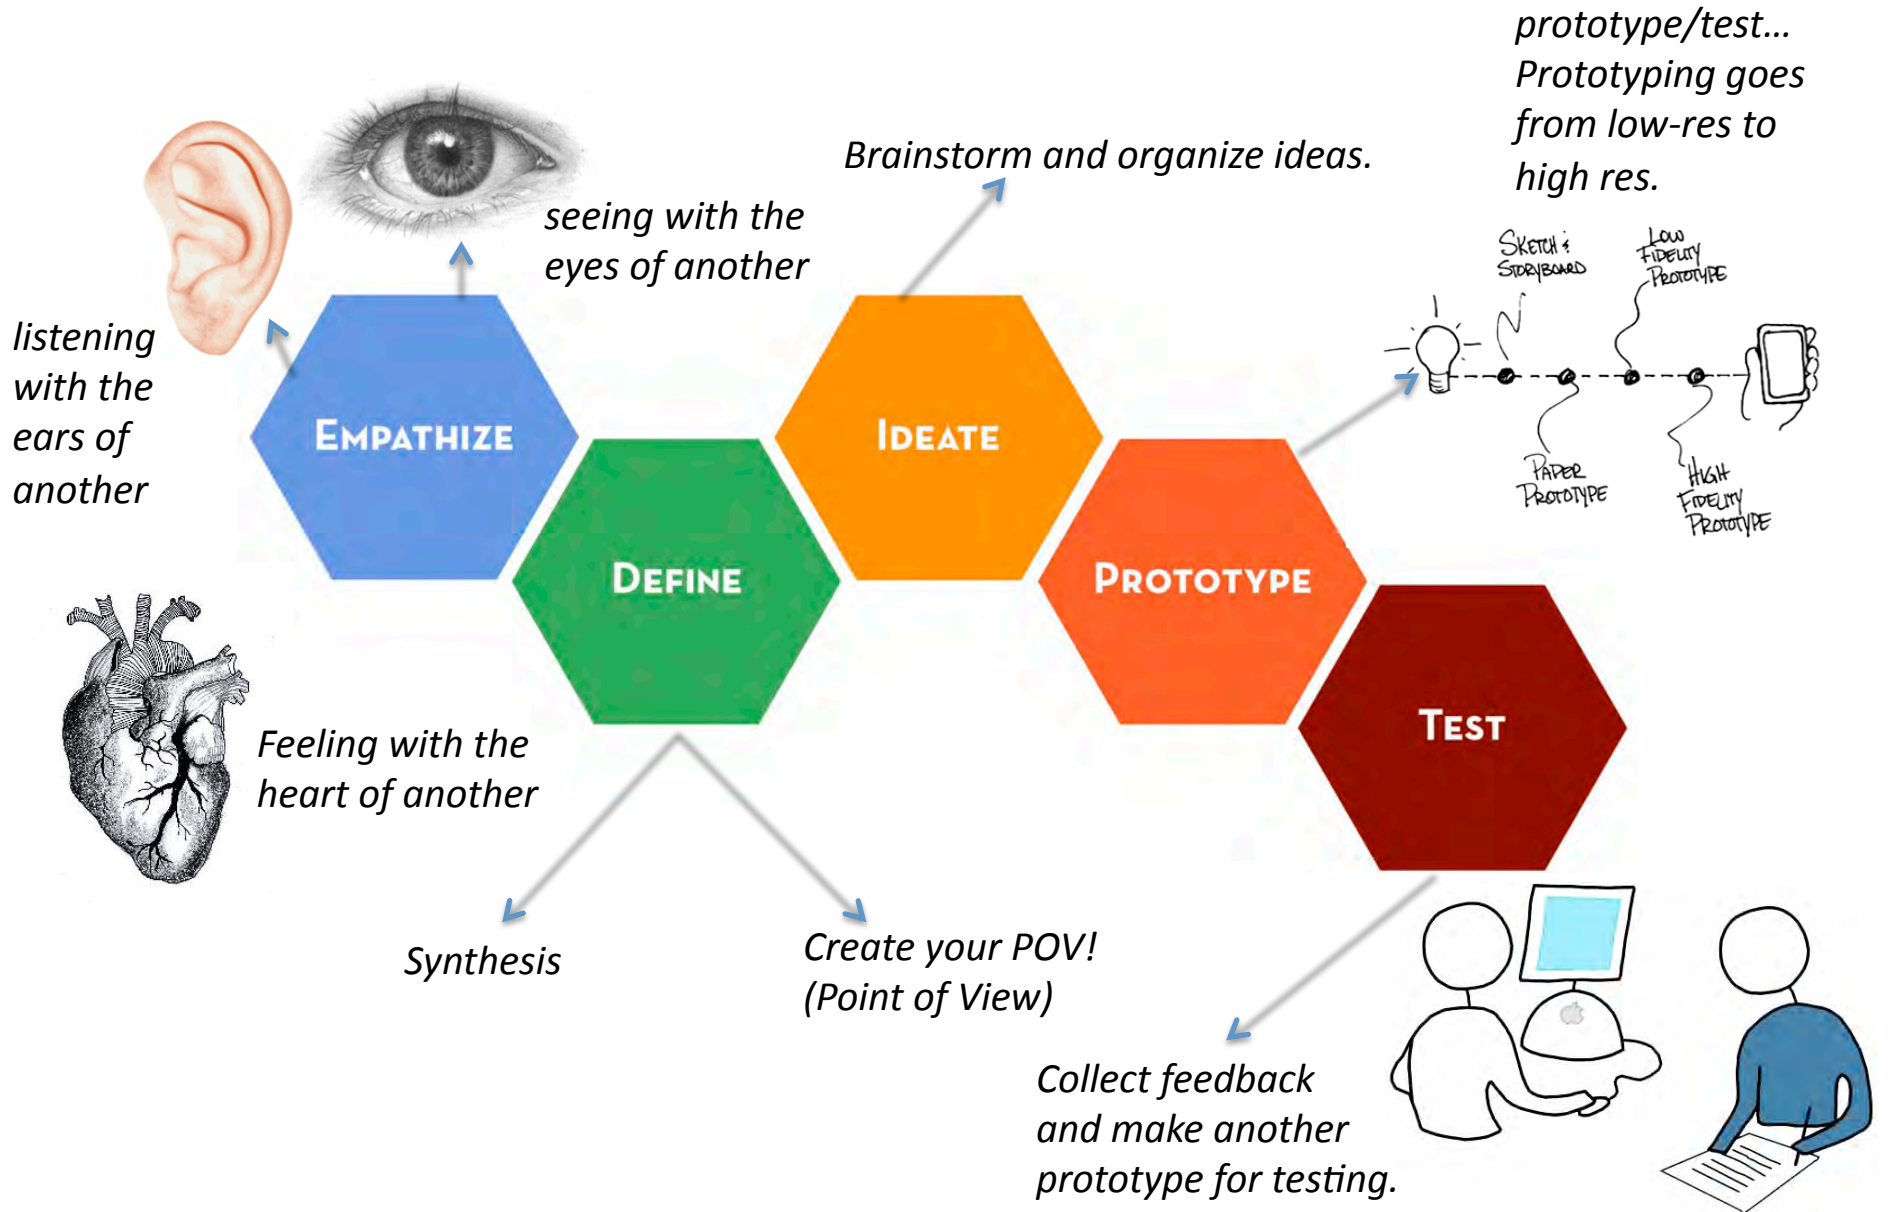 prototype/test...
Prototyping goes
from low-res to
high res.
Brainstorm and organize ideas.
seeing with the
eyes of another
listening
with the
ears of
another
SKETCH &
STORYBOARD
LOW
FIDELITY
PROTOTYPE
PAPER
PROTOTYPE
HIGH
FIDELITY
PROTOTYPE
EMPATHIZE
IDEATE
DEFINE
PROTOTYPE
TEST
Feeling with the
heart of another
Synthesis
Create your POV!
(Point of View)
Collect feedback
and make another
prototype for testing.